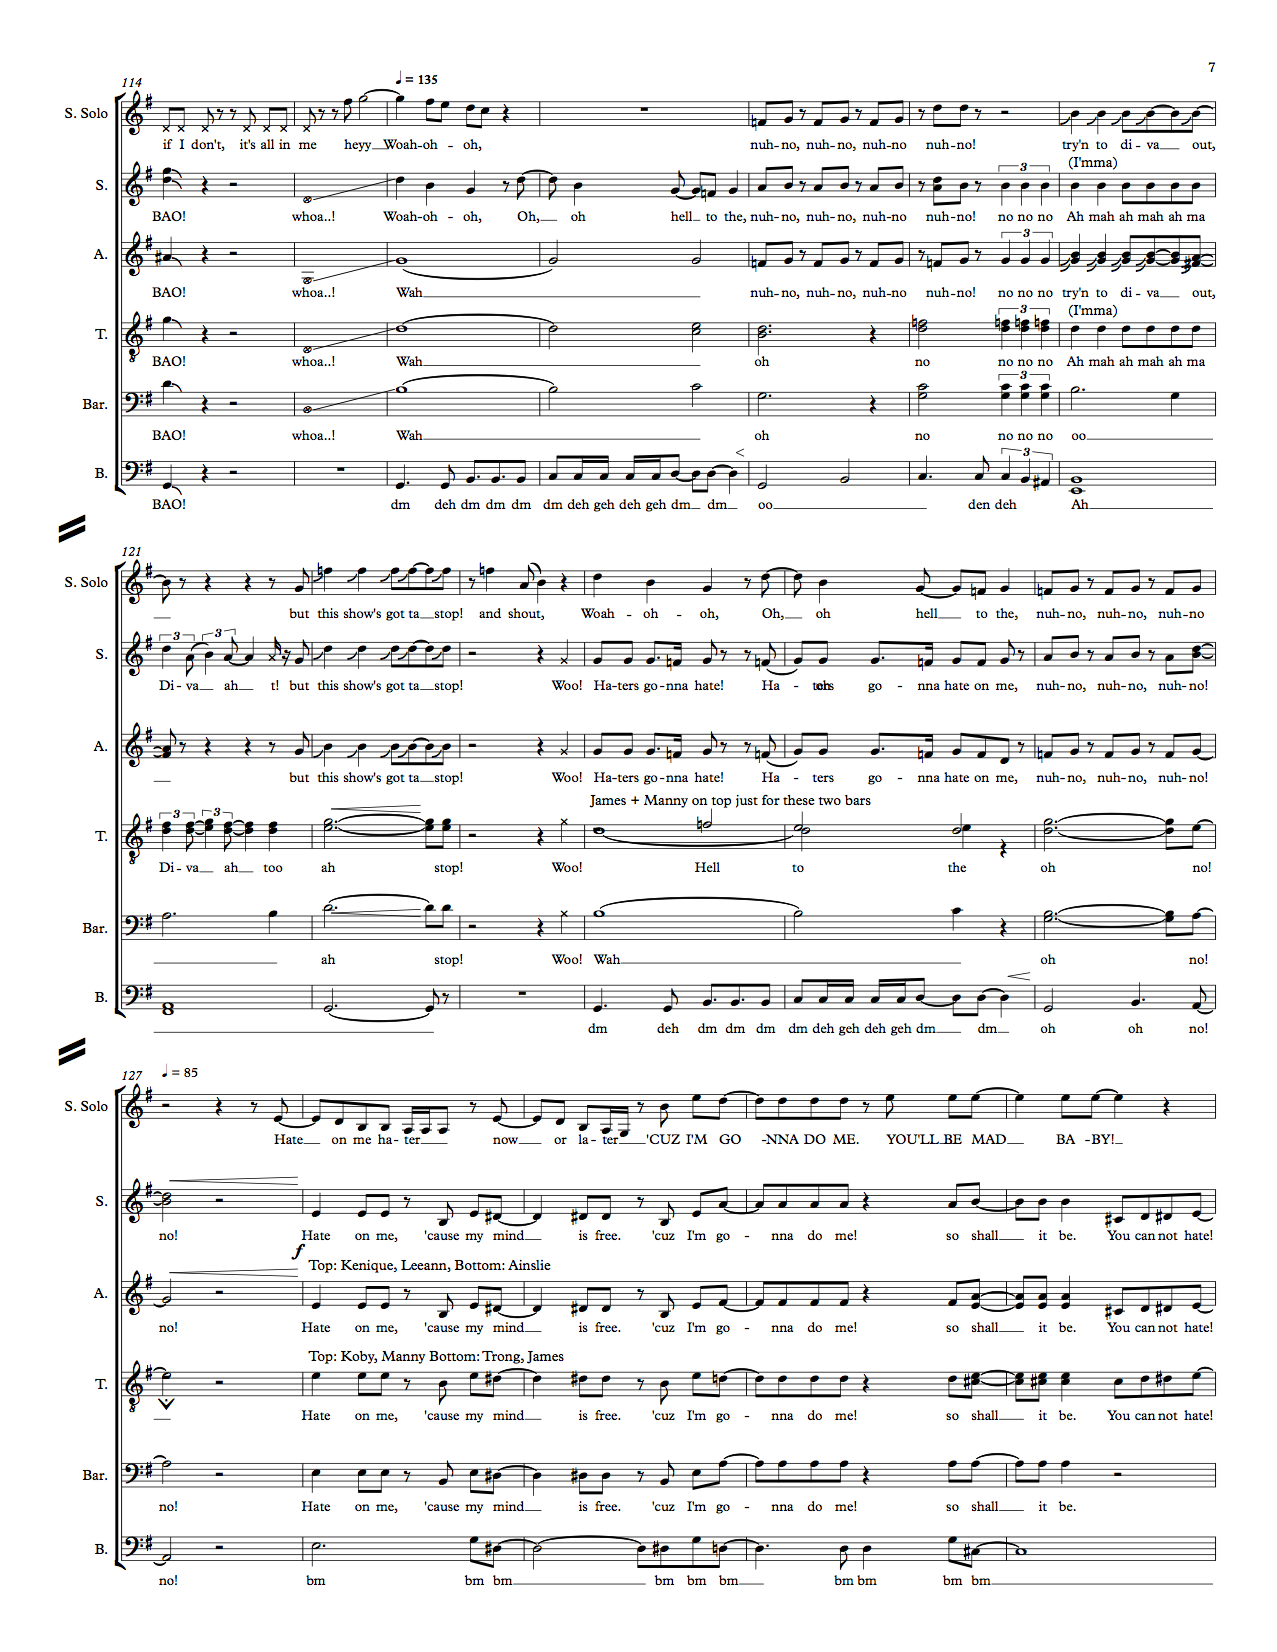 7
114
♩ = 135
S. Solo
if I don't, it's all in me heyy Woah-oh - oh, nuh-no, nuh-no, nuh-no nuh-no! try'n to di - va out,
(I'mma)
S.
BAO! whoa..! Woah-oh - oh, Oh, oh hell to the, nuh-no, nuh-no, nuh-no nuh-no! no no no Ah mah ah mah ah ma
3
A.
BAO! whoa..! Wah nuh-no, nuh-no, nuh-no nuh-no! no no no try'n to di - va out,
3
(I'mma)
T.
BAO! whoa..! Wah oh no no no no Ah mah ah mah ah ma
3
Bar.
BAO! whoa..! Wah oh no no no no oo
3
B.
BAO! dm deh dm dm dm dm deh geh deh geh dm dm oo den deh Ah
3
121
S. Solo
but this show's got ta stop! and shout, Woah - oh - oh, Oh, oh hell to the, nuh-no, nuh-no, nuh-no
3 3
S.
Di - va ah t! but this show's got ta stop! Woo! Ha-ters go-nna hate! Ha - ters go - nna hate on me, nuh-no, nuh-no, nuh-no!
A.
but this show's got ta stop! Woo! Ha-ters go-nna hate! Ha - ters go - nna hate on me, nuh-no, nuh-no, nuh-no!
James + Manny on top just for these two bars
3 3
T.
Di - va ah too ah stop! Woo! Hell to the oh no!
Bar.
ah stop! Woo! Wah oh no!
B.
dm deh dm dm dm dm deh geh deh geh dm dm oh oh no!
127
♩ = 85
S. Solo
Hate on me ha - ter now or la - ter 'CUZ I'M GO -NNA DO ME. YOU'LL BE MAD BA -BY!
S.
no! Hate on me, 'cause my mind is free. 'cuz I'm go - nna do me! so shall it be. You can not hate!
f
Top: Kenique, Leeann, Bottom: Ainslie
A.
no! Hate on me, 'cause my mind is free. 'cuz I'm go - nna do me! so shall it be. You can not hate!
Top: Koby, Manny Bottom: Trong, James
T.
Hate on me, 'cause my mind is free. 'cuz I'm go - nna do me! so shall it be. You can not hate!
Bar.
no! Hate on me, 'cause my mind is free. 'cuz I'm go - nna do me! so shall it be.
B.
no! bm bm bm bm bm bm bm bm bm bm